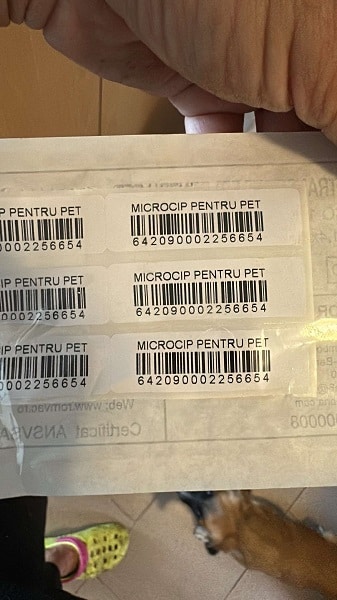 IP PENTRU PET
0002256654
MICROCIP PENTRU PET
642090002256654
IP PENTRU PET
0002256654
MICROCIP PENTRU PET
642090002256654
IP PENTRU PET
0002256654
MICROCIP PENTRU PET
642090002256654
Web: www.romvac.ro
Certificat ANSVSA